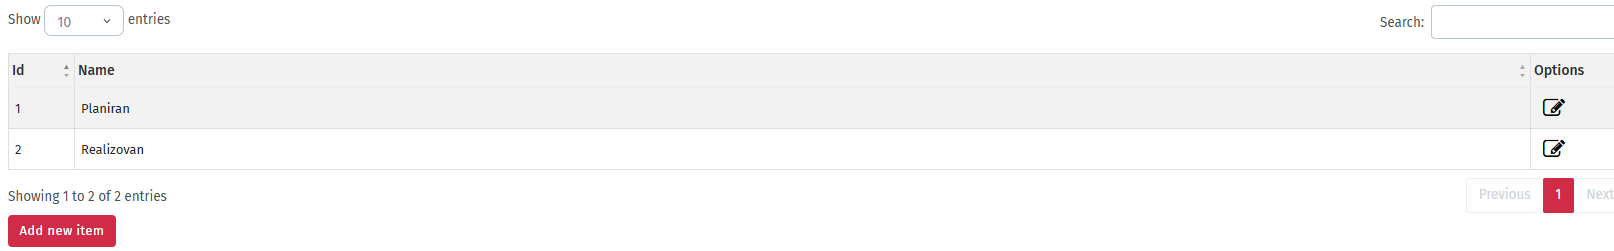 Show 10 entries Search:
Id Name Options
1 Planiran
2 Realizovan
Showing 1 to 2 of 2 entries Previous 1 Next
Add new item